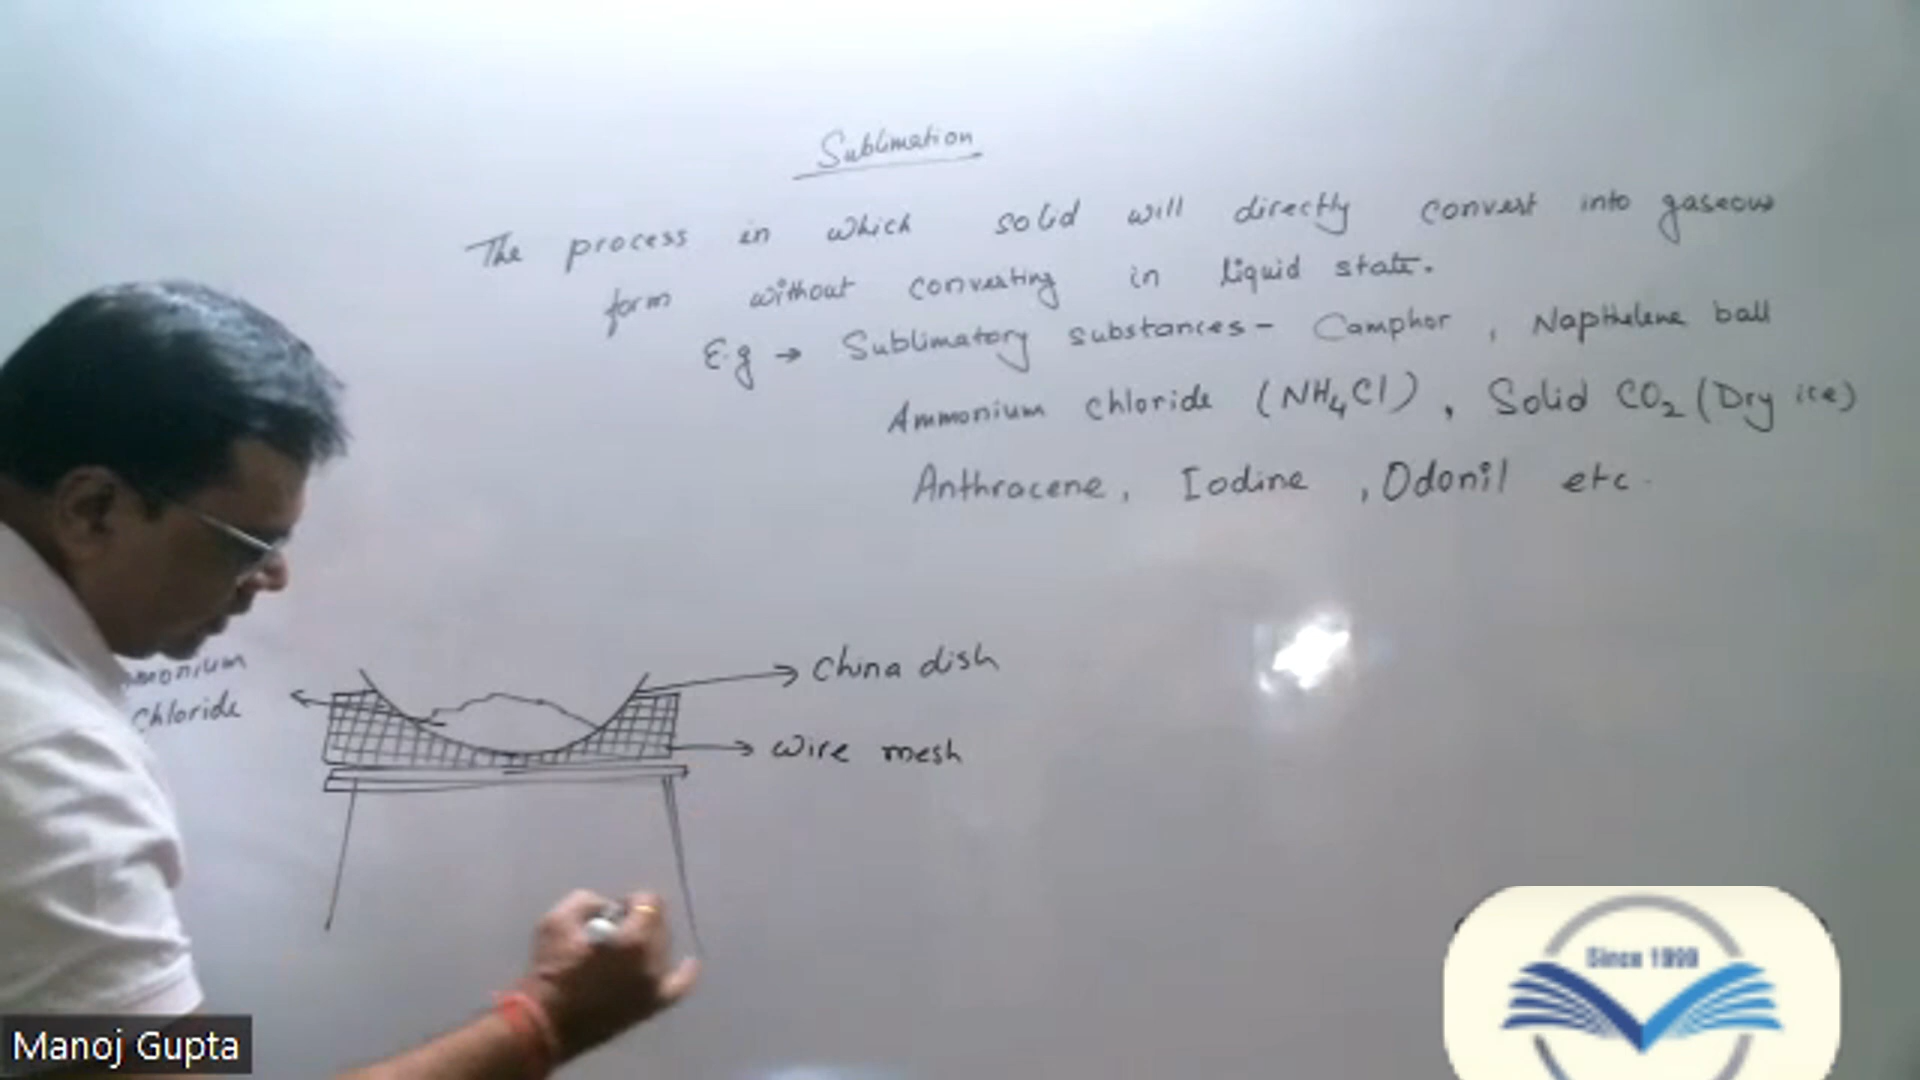 Sublimation
The process in which solid will directly convert into gaseous
form without converting in liquid state.
E.g → Sublimatory substances - Camphor, Napthelene ball
Ammonium chloride (NH4Cl), Solid CO2 (Dry ice)
Anthracene, Iodine, Odonil etc.
China dish
Chloride
Wire mesh
Since 1999
Manoj Gupta